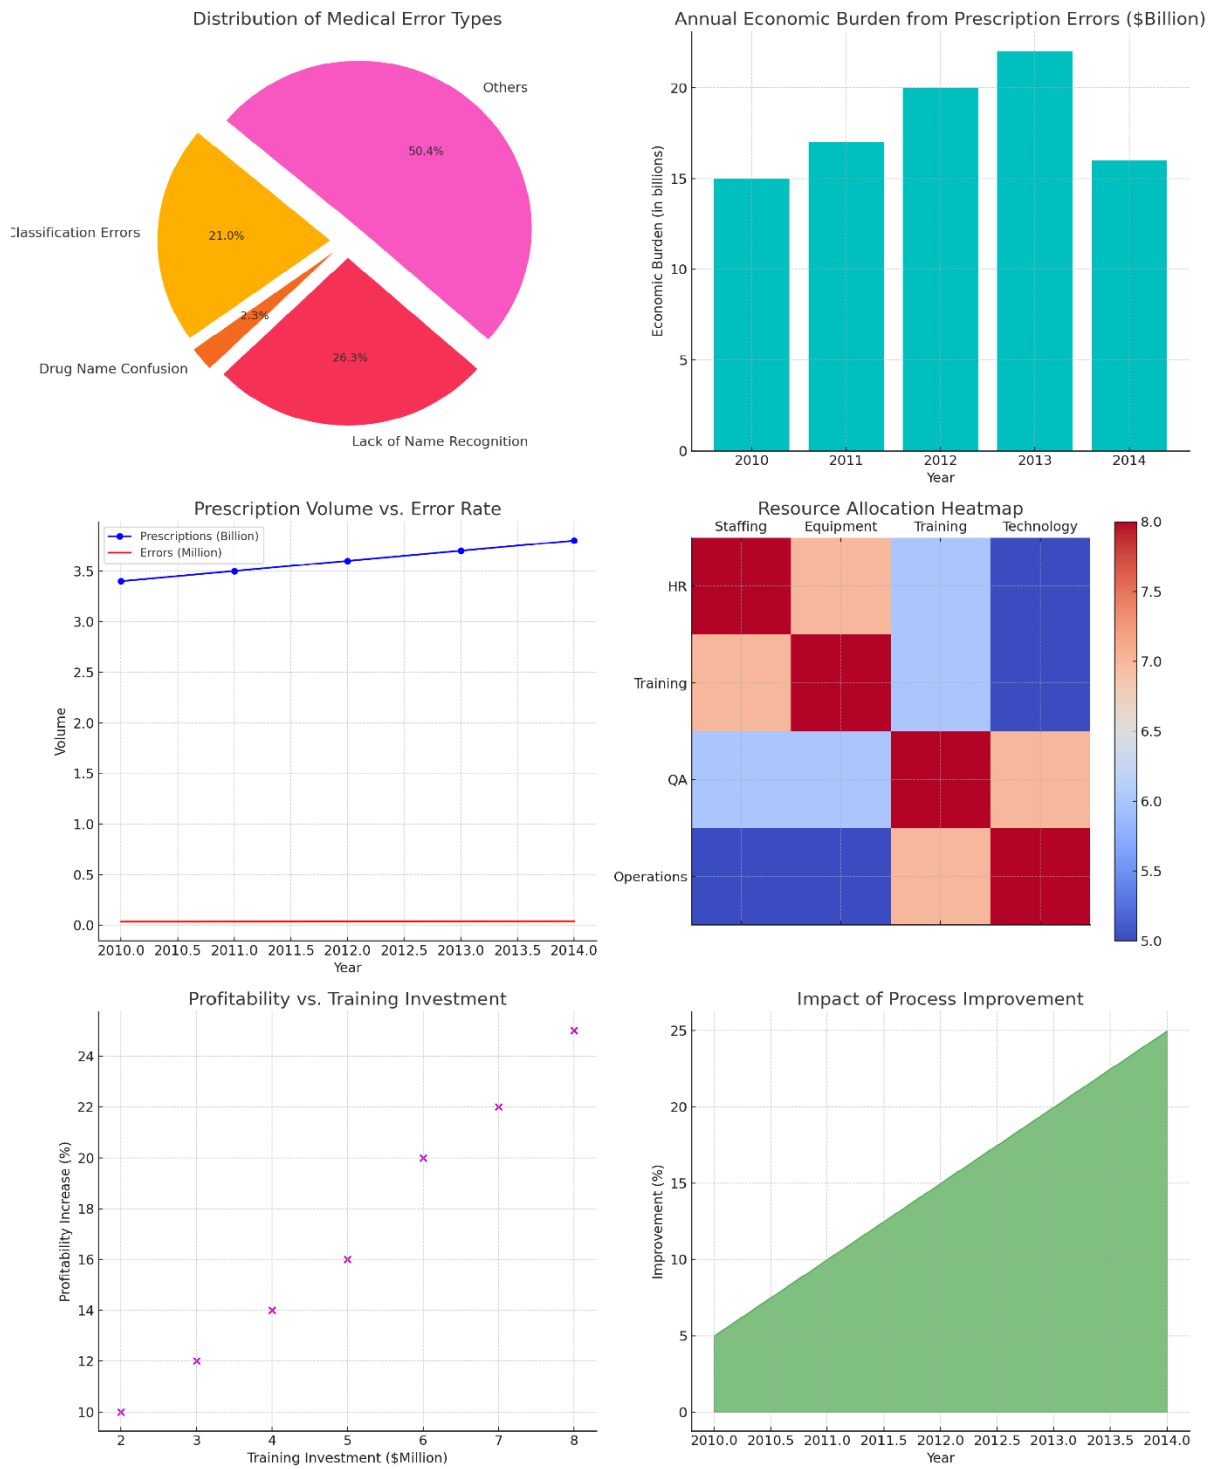 Distribution of Medical Error Types
Others
50.4%
Classification Errors
21.0%
2.3%
Drug Name Confusion
26.3%
Lack of Name Recognition
Annual Economic Burden from Prescription Errors ($Billion)
Economic Burden (in billions)
20
15
10
5
0
2010 2011 2012 2013 2014
Year
Prescription Volume vs. Error Rate
Prescriptions (Billion)
Errors (Million)
Volume
3.5
3.0
2.5
2.0
1.5
1.0
0.5
0.0
2010.0 2010.5 2011.0 2011.5 2012.0 2012.5 2013.0 2013.5 2014.0
Year
Resource Allocation Heatmap
Staffing Equipment Training Technology
HR
Training
QA
Operations
8.0
7.5
7.0
6.5
6.0
5.5
5.0
Profitability vs. Training Investment
Profitability Increase (%)
24
22
20
18
16
14
12
10
2 3 4 5 6 7 8
Training Investment ($Million)
Impact of Process Improvement
Improvement (%)
25
20
15
10
5
0
2010.0 2010.5 2011.0 2011.5 2012.0 2012.5 2013.0 2013.5 2014.0
Year